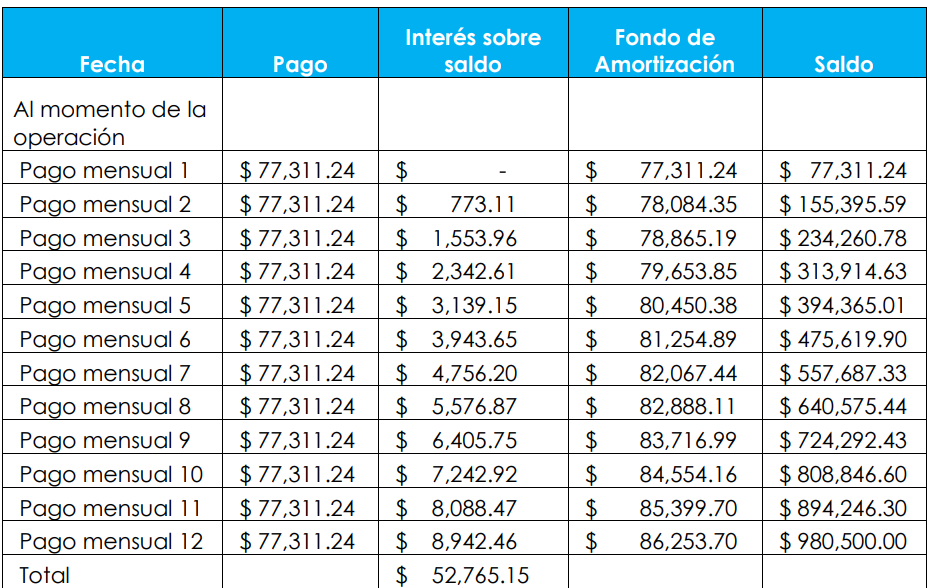 Fecha Pago Interés sobre saldo Fondo de Amortización Saldo
Al momento de la
operación
Pago mensual 1 $ 77,311.24 $ - $ 77,311.24 $ 77,311.24
Pago mensual 2 $ 77,311.24 $ 773.11 $ 78,084.35 $ 155,395.59
Pago mensual 3 $ 77,311.24 $ 1,553.96 $ 78,865.19 $ 234,260.78
Pago mensual 4 $ 77,311.24 $ 2,342.61 $ 79,653.85 $ 313,914.63
Pago mensual 5 $ 77,311.24 $ 3,139.15 $ 80,450.38 $ 394,365.01
Pago mensual 6 $ 77,311.24 $ 3,943.65 $ 81,254.89 $ 475,619.90
Pago mensual 7 $ 77,311.24 $ 4,756.20 $ 82,067.44 $ 557,687.33
Pago mensual 8 $ 77,311.24 $ 5,576.87 $ 82,888.11 $ 640,575.44
Pago mensual 9 $ 77,311.24 $ 6,405.75 $ 83,716.99 $ 724,292.43
Pago mensual 10 $ 77,311.24 $ 7,242.92 $ 84,554.16 $ 808,846.60
Pago mensual 11 $ 77,311.24 $ 8,088.47 $ 85,399.70 $ 894,246.30
Pago mensual 12 $ 77,311.24 $ 8,942.46 $ 86,253.70 $ 980,500.00
Total $ 52,765.15